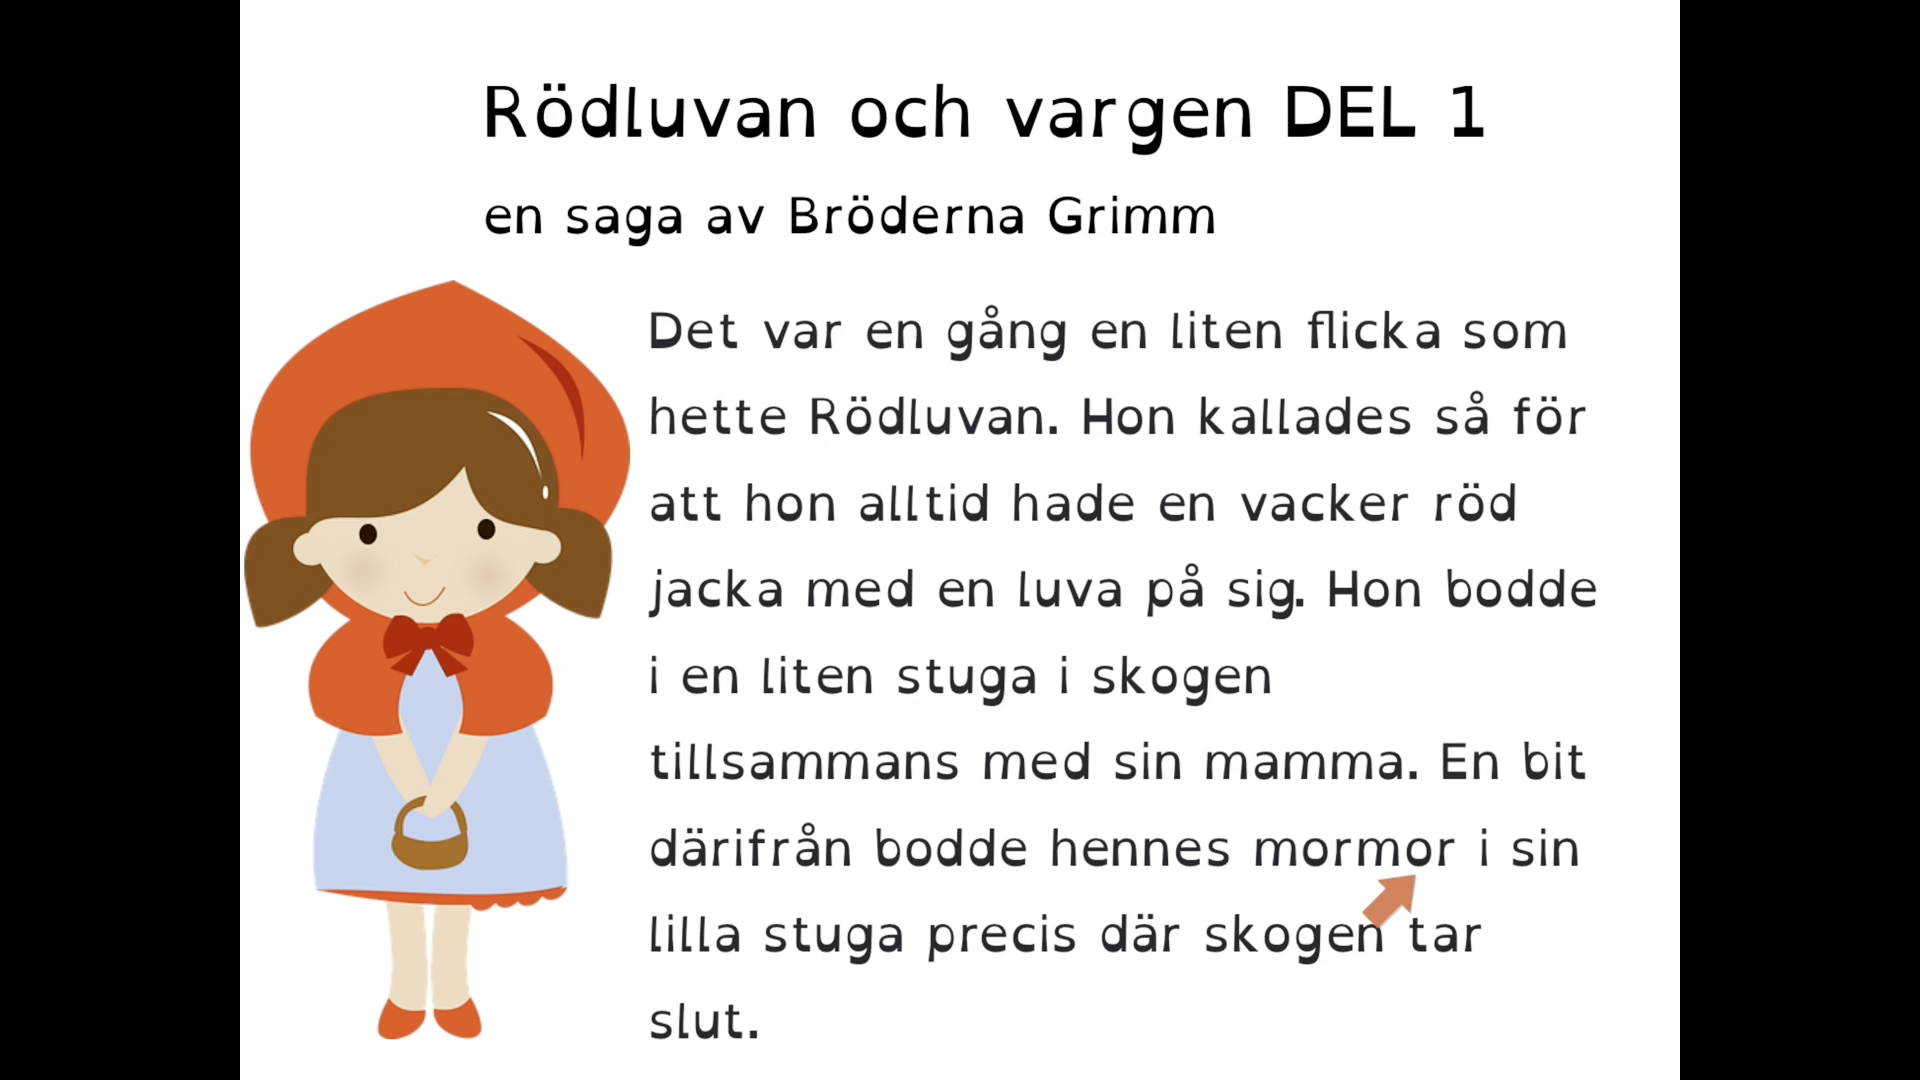 Rödluvan och vargen DEL 1
en saga av Bröderna Grimm
Det var en gång en liten flicka som
hette Rödluvan. Hon kallades så för
att hon alltid hade en vacker röd
jacka med en luva på sig. Hon bodde
i en liten stuga i skogen
tillsammans med sin mamma. En bit
därifrån bodde hennes mormor i sin
lilla stuga precis där skogen tar
slut.